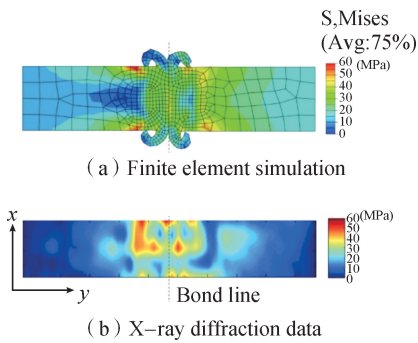 S,Mises
(Avg:75%)
60 (MPa)
50
40
30
20
10
0
(a) Finite element simulation
x
y
Bond line
60 (MPa)
50
40
30
20
10
0
(b) X–ray diffraction data